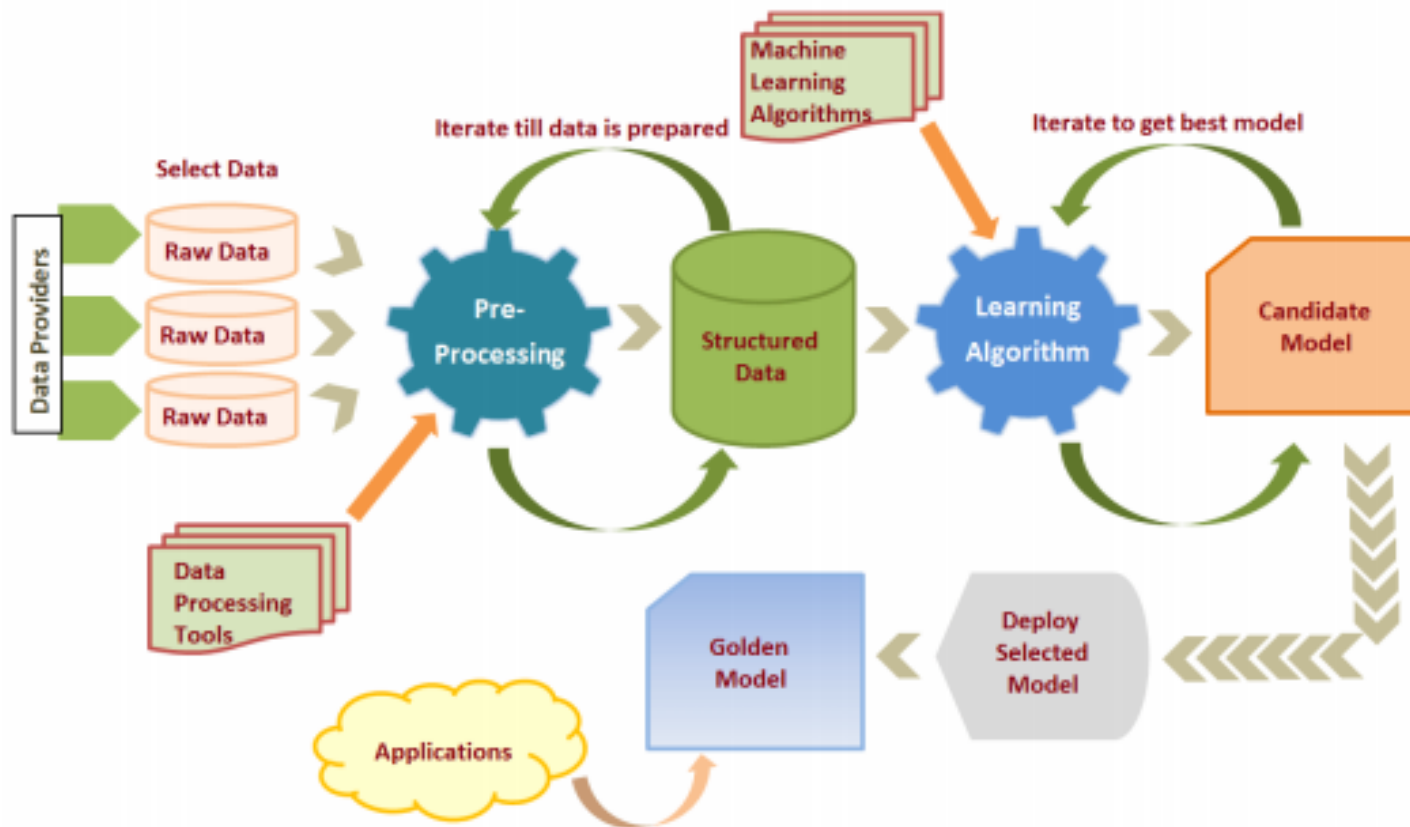 Machine
Learning
Algorithms
Iterate till data is prepared
Iterate to get best model
Select Data
Data Providers
Raw Data
Raw Data
Raw Data
Pre-
Processing
Structured
Data
Learning
Algorithm
Candidate
Model
Data
Processing
Tools
Golden
Model
Deploy
Selected
Model
Applications